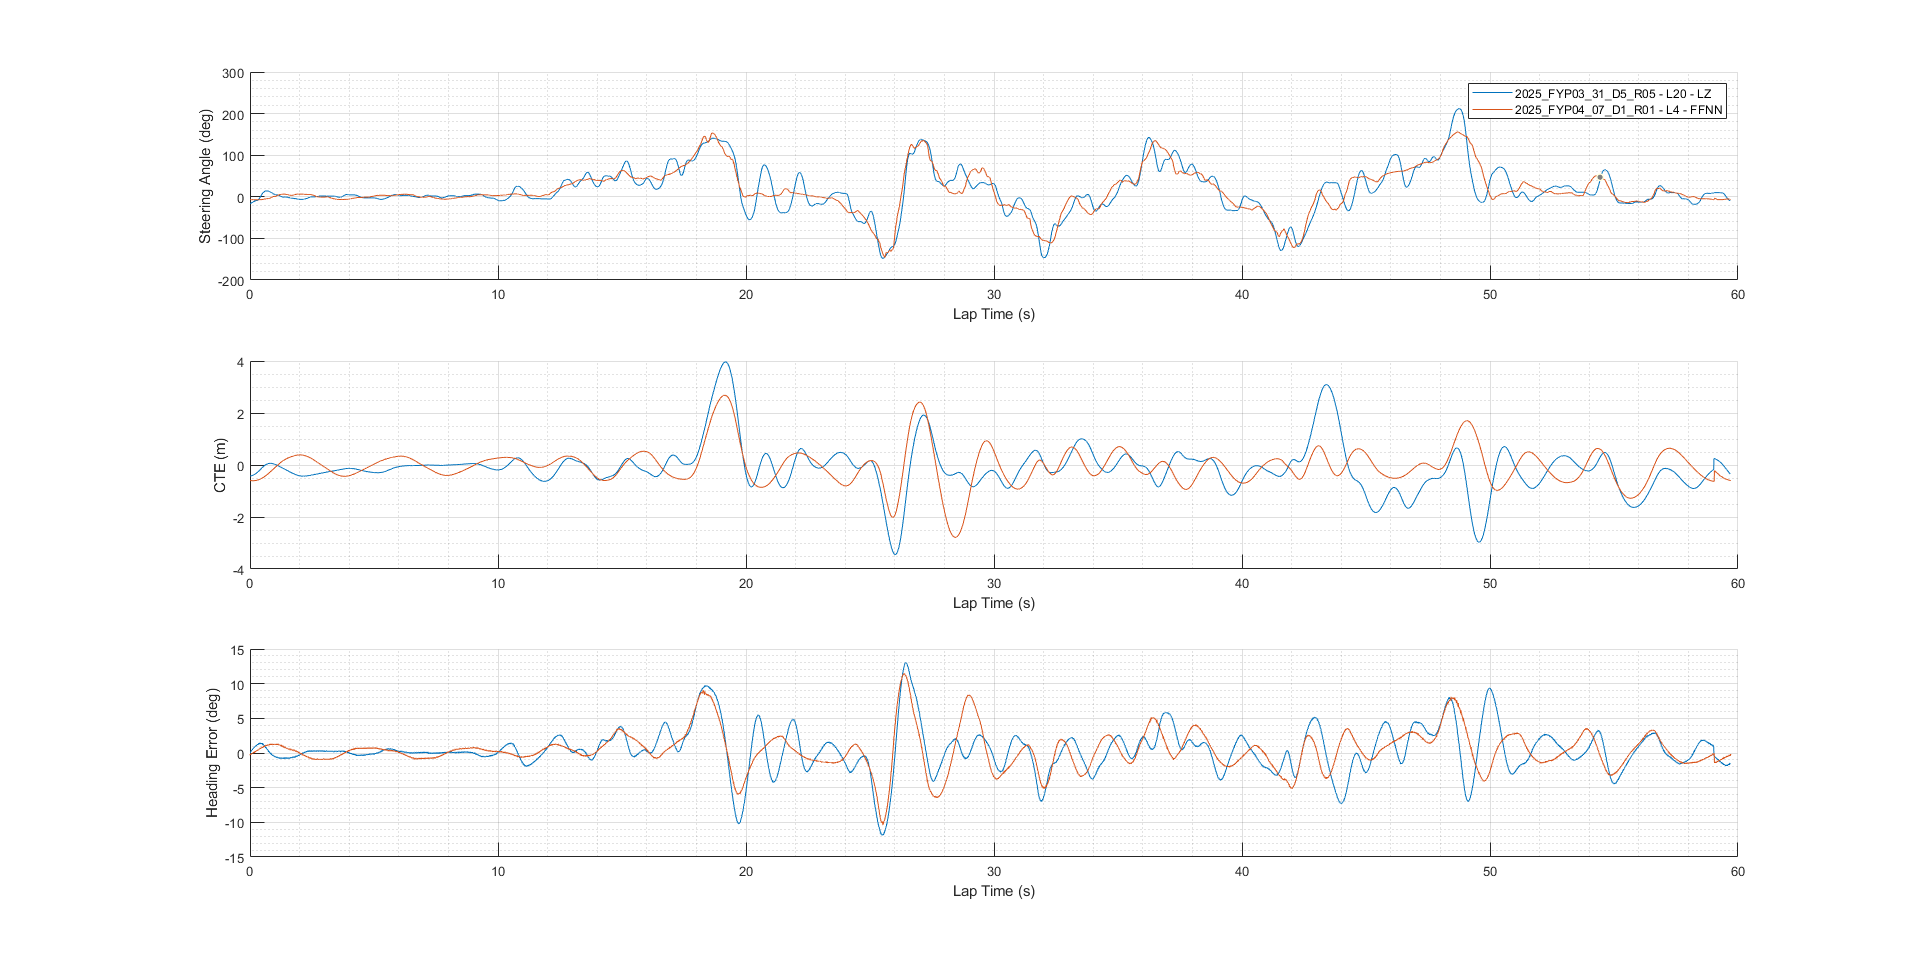 300
200
100
0
-100
-200
Steering Angle (deg)
2025_FYP03_31_D5_R05 - L20 - LZ
2025_FYP04_07_D1_R01 - L4 - FFNN
0 10 20 30 40 50 60
Lap Time (s)
4
2
0
-2
-4
CTE (m)
0 10 20 30 40 50 60
Lap Time (s)
15
10
5
0
-5
-10
-15
Heading Error (deg)
0 10 20 30 40 50 60
Lap Time (s)